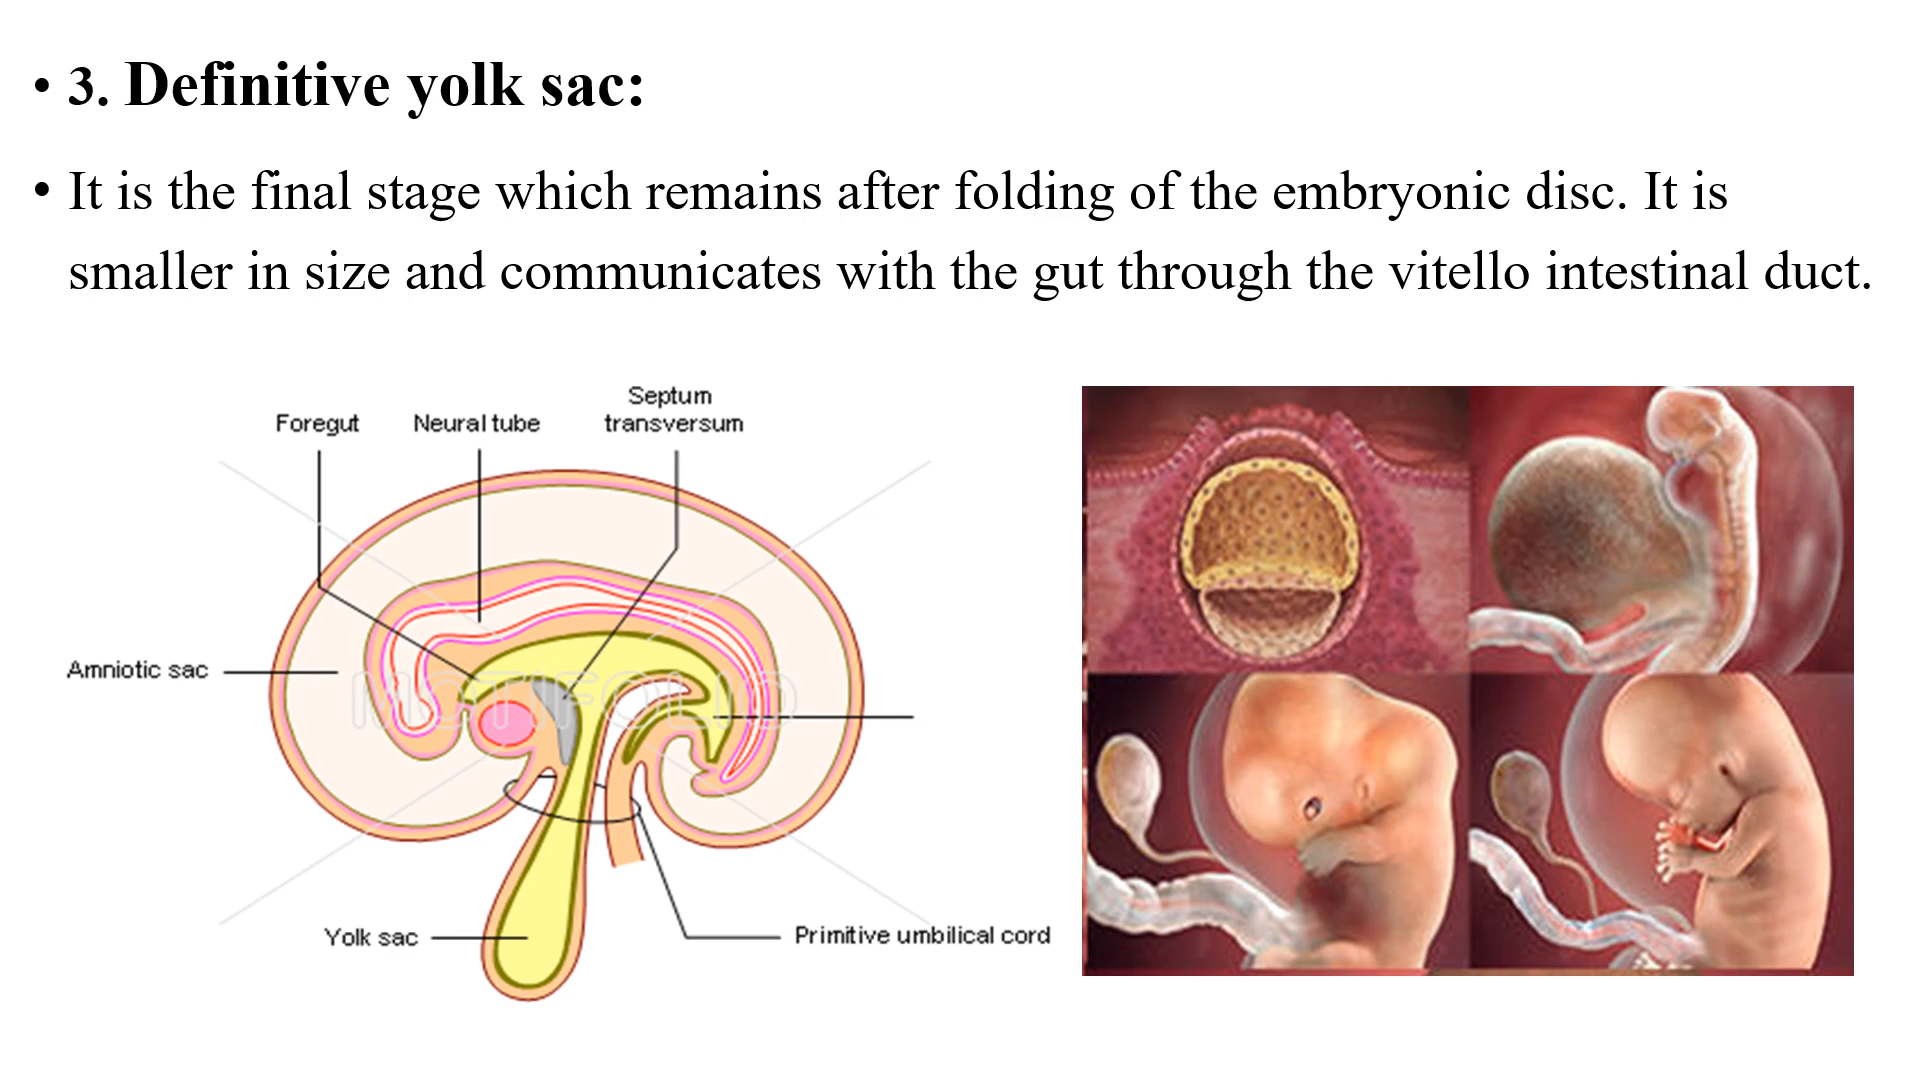 • 3. Definitive yolk sac:
• It is the final stage which remains after folding of the embryonic disc. It is
smaller in size and communicates with the gut through the vitello intestinal duct.
Septum
Foregut Neural tube transversum
Amniotic sac
MOTIFOLIO
Yolk sac
Primitive umbilical cord